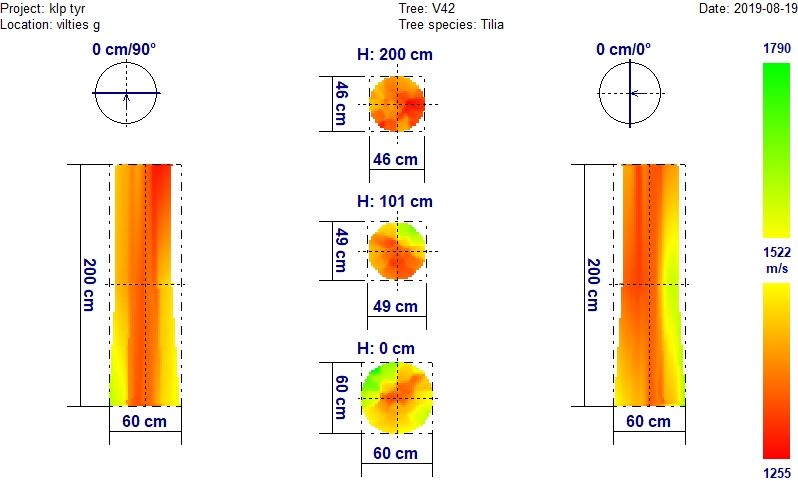 Project: klp tyr
Tree: V42
Date: 2019-08-19
Location: vilties g
Tree species: Tilia
0 cm/90°
H: 200 cm
46 cm
46 cm
0 cm/0°
1790
1522
m/s
1255
200 cm
60 cm
H: 101 cm
49 cm
49 cm
H: 0 cm
60 cm
60 cm
200 cm
60 cm